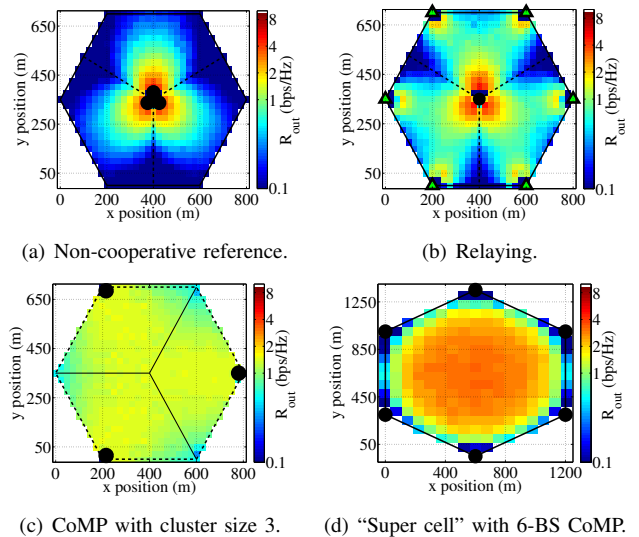 650
450
250
50
0 200 400 600 800
x position (m)
y position (m)
8
4
2
1
0.1
R_out (bps/Hz)
(a) Non-cooperative reference.
650
450
250
50
0 200 400 600 800
x position (m)
y position (m)
8
4
2
1
0.1
R_out (bps/Hz)
(b) Relaying.
650
450
250
50
0 200 400 600 800
x position (m)
y position (m)
8
4
2
1
0.1
R_out (bps/Hz)
(c) CoMP with cluster size 3.
1250
850
450
50
0 400 800 1200
x position (m)
y position (m)
8
4
2
1
0.1
R_out (bps/Hz)
(d) “Super cell” with 6-BS CoMP.